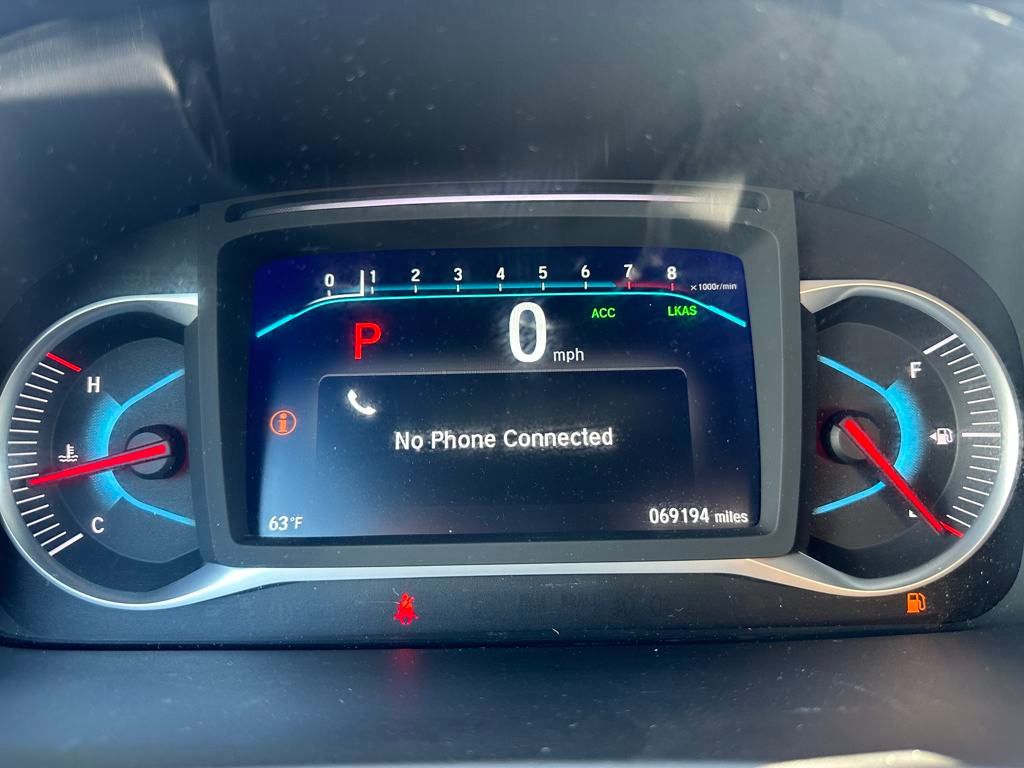 0 1 2 3 4 5 6 7 8
x1000r/min
P 0 mph ACC LKAS
H
F
No Phone Connected
C
63°F
069194 miles